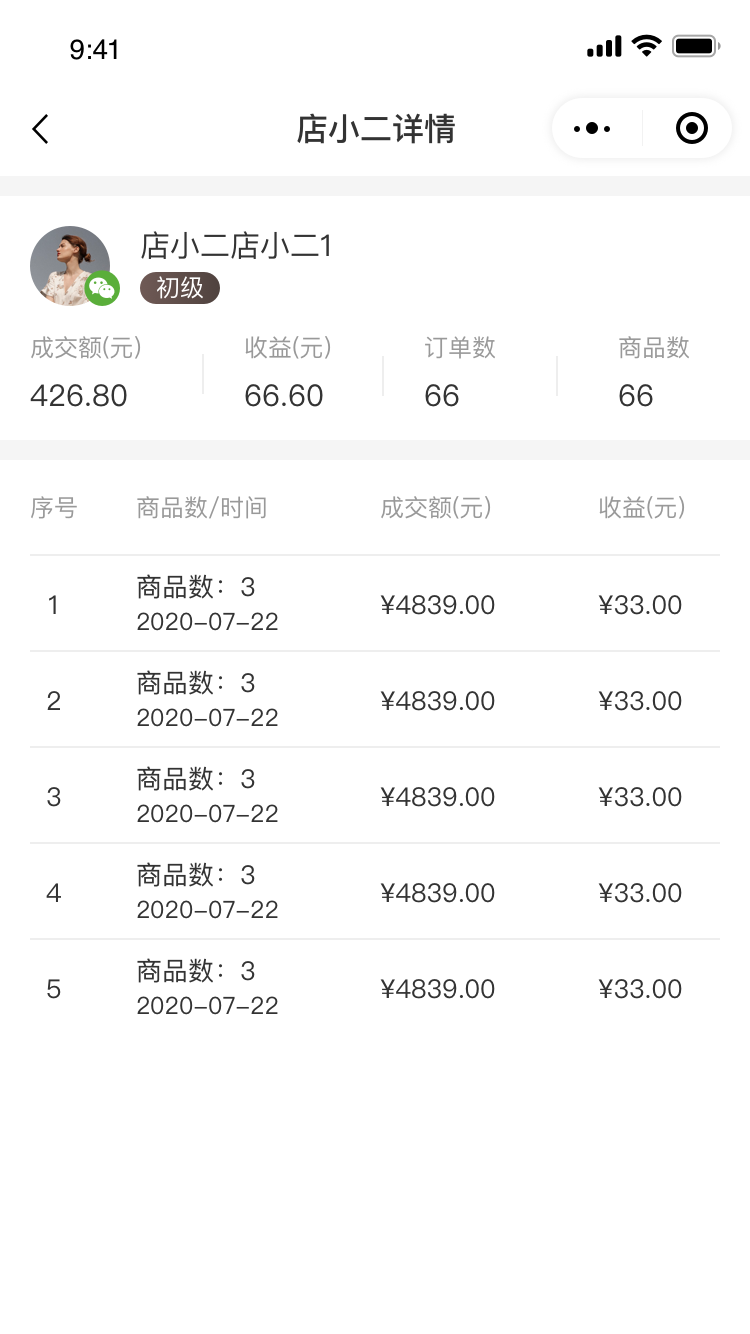 9:41
店小二详情
店小二店小二1
初级
成交额(元) 收益(元) 订单数 商品数
426.80 66.60 66 66
序号 商品数/时间 成交额(元) 收益(元)
商品数：3
1 ¥4839.00 ¥33.00
2020-07-22
商品数：3
2 ¥4839.00 ¥33.00
2020-07-22
商品数：3
3 ¥4839.00 ¥33.00
2020-07-22
商品数：3
4 ¥4839.00 ¥33.00
2020-07-22
商品数：3
5 ¥4839.00 ¥33.00
2020-07-22